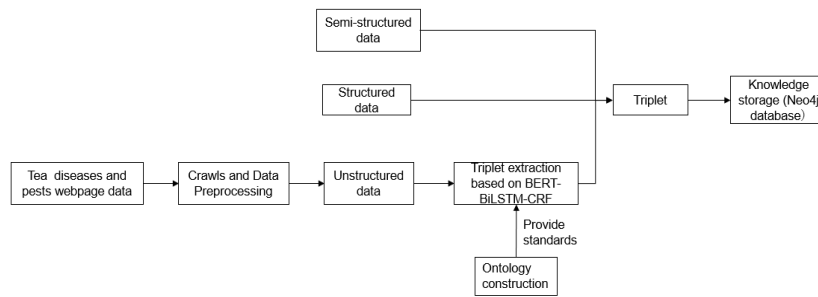 Semi-structured
data
Structured
data
Triplet
Knowledge
storage (Neo4j
database）
Tea  diseases and
pests webpage data
Crawls and Data
Preprocessing
Unstructured
data
Triplet extraction
based on BERT-
BiLSTM-CRF
Provide
standards
Ontology
construction